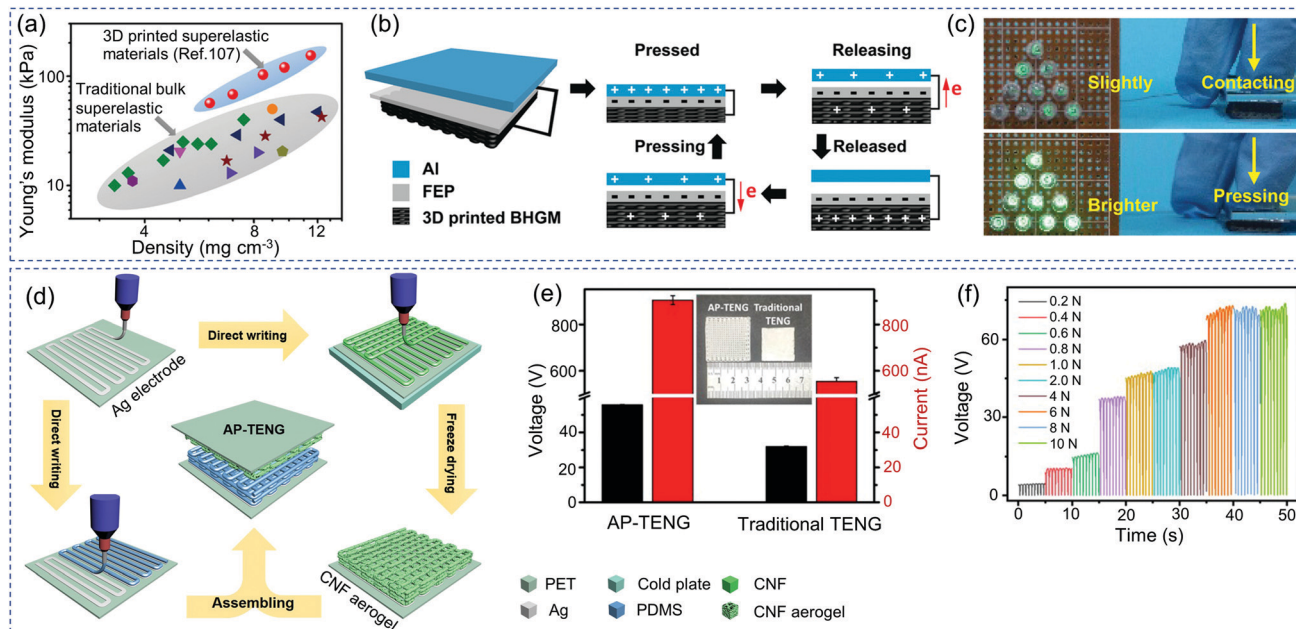 (a)
3D printed superelastic
materials (Ref.107)
Traditional bulk
superelastic
materials
Young's modulus (kPa)
100
10
4
8
12
Density (mg cm⁻³)
(b)
Al
FEP
3D printed BHGM
Pressed
Releasing
+ + + + + + +
- - - - - - -
+ + + +
- - - - - - -
+ + +
e
Pressing
Released
+ + + +
- - - - - - -
+ + +
e
- - - - - - -
+ + + + + + +
(c)
Slightly
Contacting
Brighter
Pressing
(d)
Ag electrode
Direct writing
Direct writing
AP-TENG
Freeze drying
Assembling
CNF aerogel
PET
Cold plate
CNF
Ag
PDMS
CNF aerogel
(e)
Voltage (V)
800
600
40
20
0
AP-TENG
Traditional
TENG
1 2 3 4 5 6 7
AP-TENG
Traditional TENG
800
600
40
20
0
Current (nA)
(f)
Voltage (V)
90
60
30
0
0.2 N
0.4 N
0.6 N
0.8 N
1.0 N
2.0 N
4 N
6 N
8 N
10 N
0 10 20 30 40 50
Time (s)